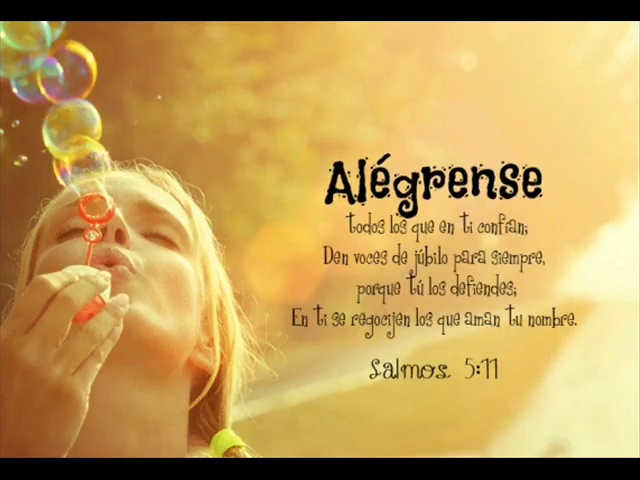 Alégrense
todos los que en ti confían;
Den voces de júbilo para siempre,
porque tú los defiendes;
En ti se regocijen los que aman tu nombre.
Salmos 5:11